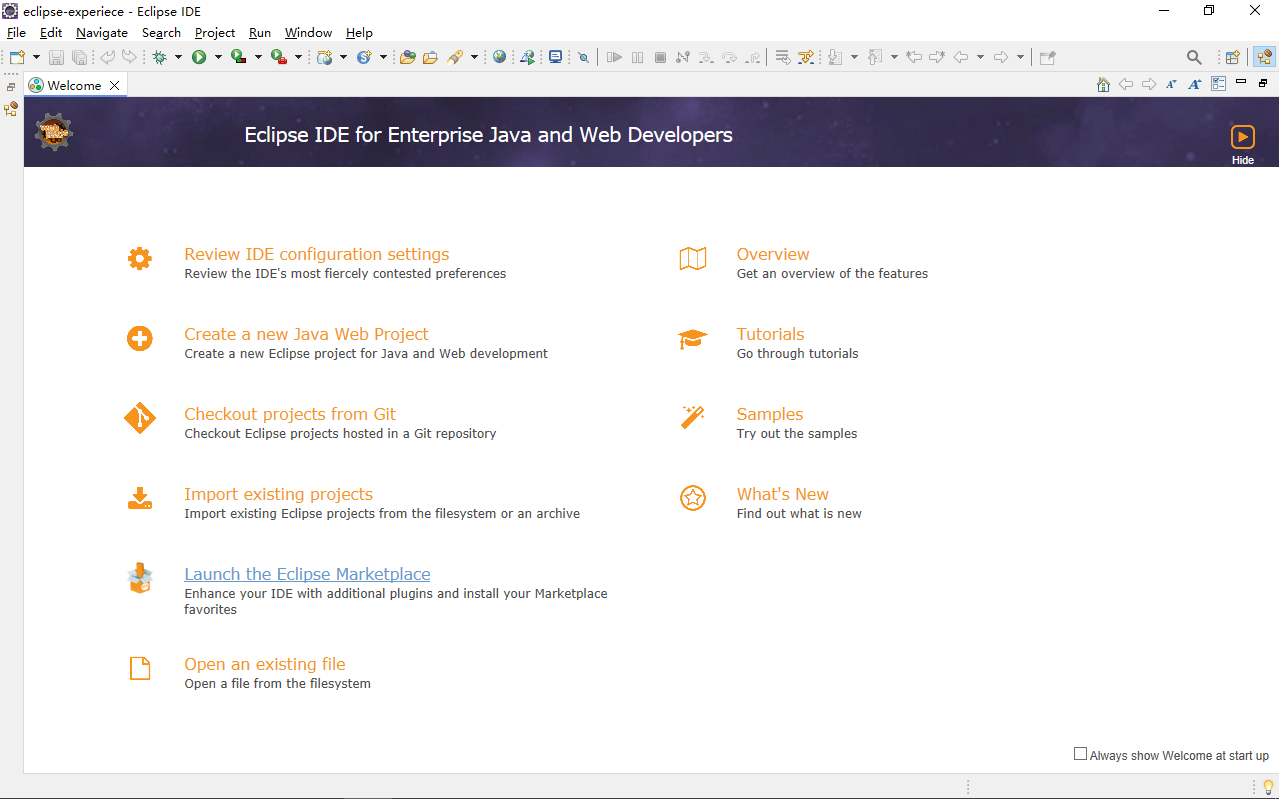 eclipse-experiece - Eclipse IDE
File Edit Navigate Search Project Run Window Help
Welcome
Eclipse IDE for Enterprise Java and Web Developers
Hide
Review IDE configuration settings
Review the IDE's most fiercely contested preferences
Create a new Java Web Project
Create a new Eclipse project for Java and Web development
Checkout projects from Git
Checkout Eclipse projects hosted in a Git repository
Import existing projects
Import existing Eclipse projects from the filesystem or an archive
Launch the Eclipse Marketplace
Enhance your IDE with additional plugins and install your Marketplace
favorites
Open an existing file
Open a file from the filesystem
Overview
Get an overview of the features
Tutorials
Go through tutorials
Samples
Try out the samples
What's New
Find out what is new
Always show Welcome at start up